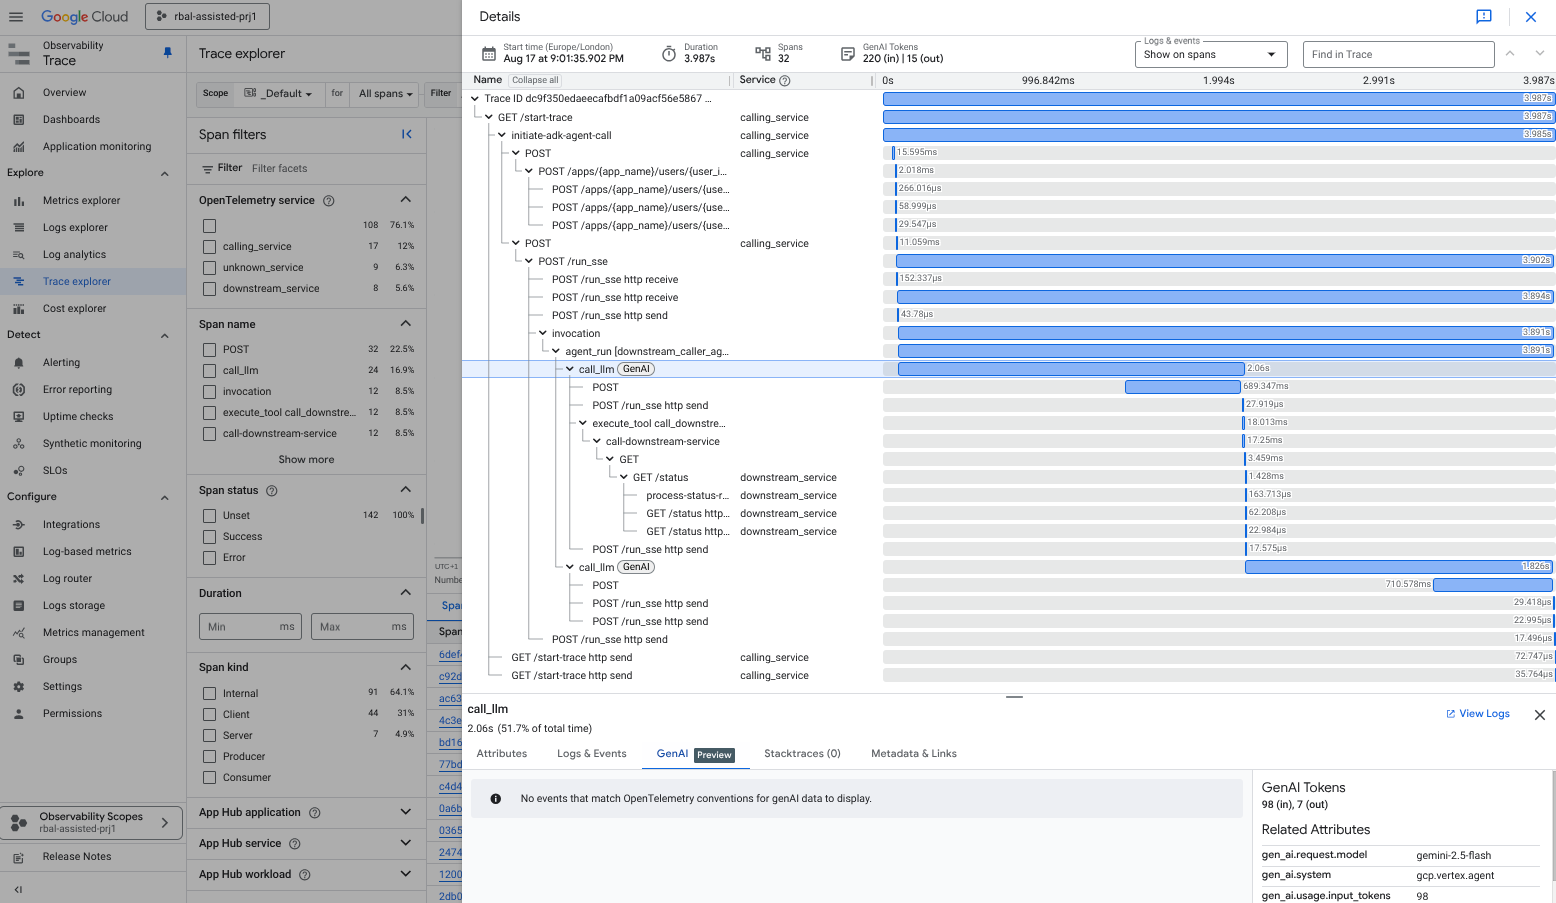 Google Cloud
rbal-assisted-prj1
Observability
Trace
Overview
Dashboards
Application monitoring
Explore
Metrics explorer
Logs explorer
Log analytics
Trace explorer
Cost explorer
Detect
Alerting
Error reporting
Uptime checks
Synthetic monitoring
SLOs
Configure
Integrations
Log-based metrics
Log router
Logs storage
Metrics management
Groups
Settings
Permissions
Observability Scopes
rbal-assisted-prj1
Release Notes
Trace explorer
Scope
_Default
for
All spans
Filter
Span filters
Filter Filter facets
OpenTelemetry service
108 76.1%
calling_service 17 12%
unknown_service 9 6.3%
downstream_service 8 5.6%
Span name
POST 32 22.5%
call_llm 24 16.9%
invocation 12 8.5%
execute_tool call_downstre... 12 8.5%
call-downstream-service 12 8.5%
Show more
Span status
Unset 142 100%
Success
Error
Duration
Min ms
Max ms
Span kind
Internal 91 64.1%
Client 44 31%
Server 7 4.9%
Producer
Consumer
App Hub application
App Hub service
App Hub workload
UTC+1
Numbe
Spa
Span
6def
c92d
ac63
4c3e
bd16
77bd
c4d4
0a6b
0365
2474
1200
2db0
Details
Start time (Europe/London)
Aug 17 at 9:01:35.902 PM
Duration
3.987s
Spans
32
GenAI Tokens
220 (in) | 15 (out)
Logs & events
Show on spans
Find in Trace
Name Collapse all Service 0s 996.842ms 1.994s 2.991s 3.987s
Trace ID dc9f350edaeecafbdf1a09acf56e5867 ... 3.987s
GET /start-trace calling_service 3.987s
initiate-adk-agent-call calling_service 3.985s
POST calling_service 15.595ms
POST /apps/{app_name}/users/{user_i... 2.018ms
POST /apps/{app_name}/users/{use... 266.016µs
POST /apps/{app_name}/users/{use... 58.999µs
POST /apps/{app_name}/users/{use... 29.547µs
POST calling_service 11.059ms
POST /run_sse 3.902s
POST /run_sse http receive 152.337µs
POST /run_sse http receive 3.894s
POST /run_sse http send 43.78µs
invocation 3.891s
agent_run [downstream_caller_ag... 3.891s
call_llm GenAI 2.06s
POST 689.347ms
POST /run_sse http send 27.919µs
execute_tool call_downstre... 18.013ms
call-downstream-service 17.25ms
GET 3.459ms
GET /status downstream_service 1.428ms
process-status-r... downstream_service 163.713µs
GET /status http... downstream_service 62.208µs
GET /status http... downstream_service 22.984µs
POST /run_sse http send 17.575µs
call_llm GenAI 1.826s
POST 710.578ms
POST /run_sse http send 29.418µs
POST /run_sse http send 22.995µs
POST /run_sse http send 17.496µs
GET /start-trace http send calling_service 72.747µs
GET /start-trace http send calling_service 35.764µs
call_llm
2.06s (51.7% of total time)
View Logs
Attributes Logs & Events GenAI Preview Stacktraces (0) Metadata & Links
No events that match OpenTelemetry conventions for genAI data to display.
GenAI Tokens
98 (in), 7 (out)
Related Attributes
gen_ai.request.model gemini-2.5-flash
gen_ai.system gcp.vertex.agent
gen_ai.usage.input_tokens 98